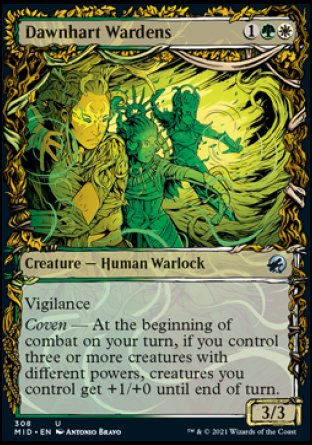 Dawnhart Wardens 1
Creature — Human Warlock
Vigilance
Coven — At the beginning of
combat on your turn, if you control
three or more creatures with
different powers, creatures you
control get +1/+0 until end of turn.
3/3
308 U
MID • EN Antonio Bravo
™ & © 2021 Wizards of the Coast